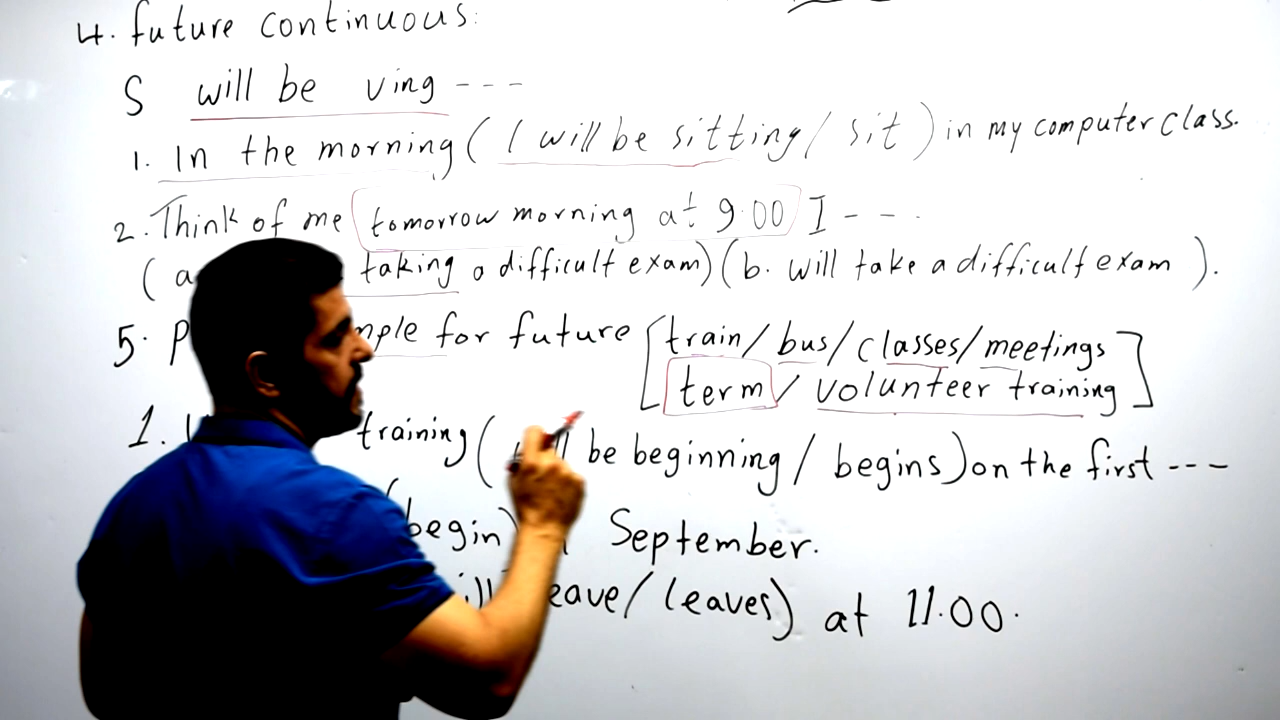 4. future continuous:
S will be ving ---
1. In the morning ( I will be sitting / sit ) in my computer class.
2. Think of me tomorrow morning at 9:00 I ---.
( a taking a difficult exam) (b. will take a difficult exam ).
5. P mple for future [train/ bus/ classes/ meetings
term / volunteer training]
1. training ( will be beginning / begins) on the first ---
(begin) September.
ill leave/ leaves) at 11.00.